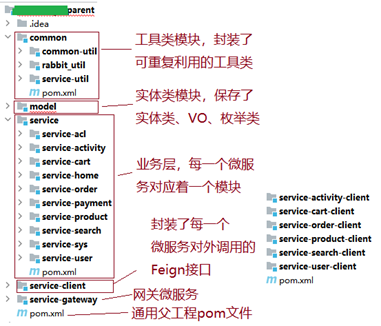 parent
.idea
common
common-util
rabbit_util
service-util
pom.xml
model
service
service-acl
service-activity
service-cart
service-home
service-order
service-payment
service-product
service-search
service-sys
service-user
pom.xml
service-client
service-gateway
pom.xml
工具类模块，封装了
可重复利用的工具类
实体类模块，保存了
实体类、VO、枚举类
业务层，每一个微服
务对应着一个模块
封装了每一个
微服务对外调用的
Feign接口
网关微服务
通用父工程pom文件
service-activity-client
service-cart-client
service-order-client
service-product-client
service-search-client
service-user-client
pom.xml